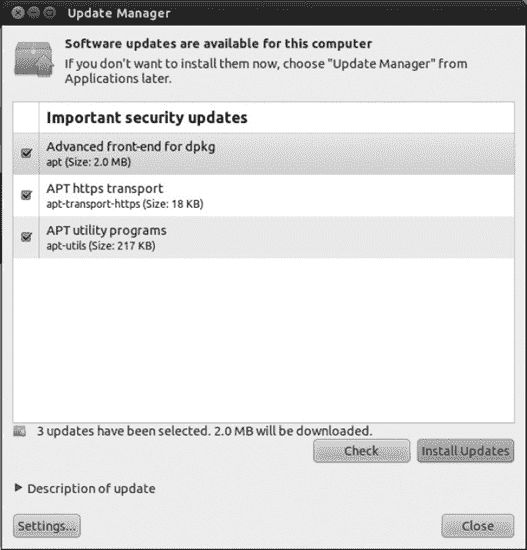 Update Manager
Software updates are available for this computer
If you don't want to install them now, choose "Update Manager" from
Applications later.
Important security updates
Advanced front-end for dpkg
apt (Size: 2.0 MB)
APT https transport
apt-transport-https (Size: 18 KB)
APT utility programs
apt-utils (Size: 217 KB)
3 updates have been selected. 2.0 MB will be downloaded.
Check Install Updates
Description of update
Settings... Close